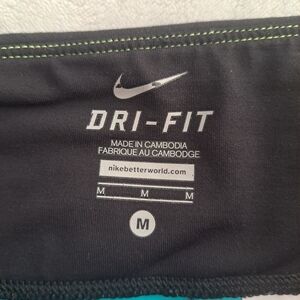 DRI-FIT
MADE IN CAMBODIA
FABRIQUE AU CAMBODGE
nikebetterworld.com
M M M
M